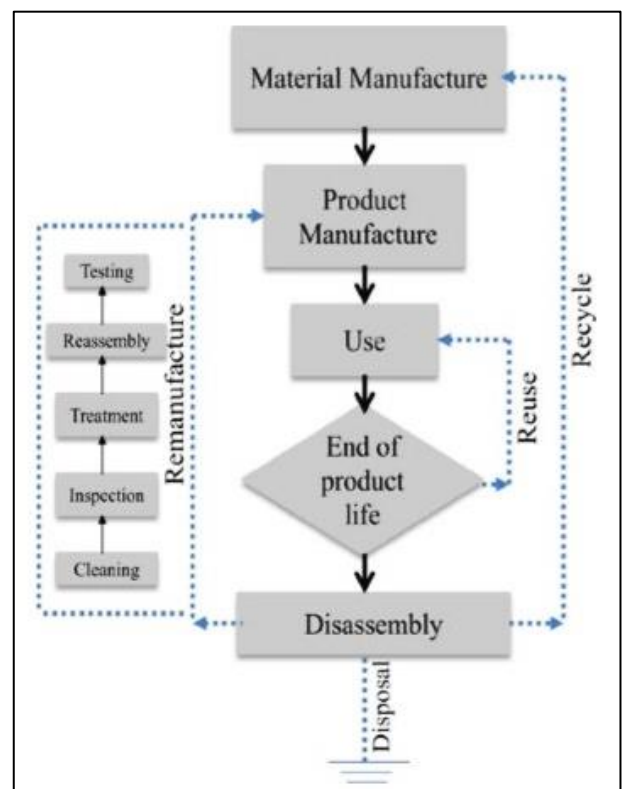 Material Manufacture
Product
Manufacture
Testing
Reassembly
Treatment
Inspection
Cleaning
Remanufacture
Use
Reuse
Recycle
End of
product
life
Disassembly
Disposal